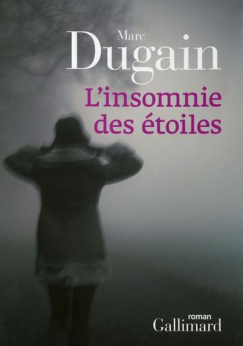 Marc
Dugain
L'insomnie
des étoiles
roman
Gallimard